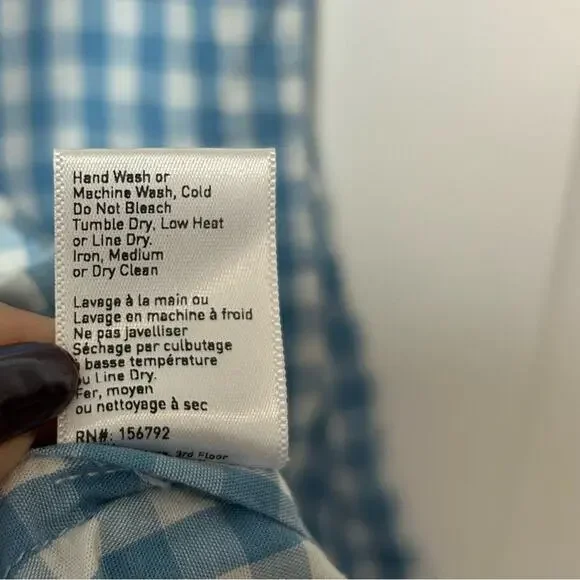 Hand Wash or
Machine Wash, Cold
Do Not Bleach
Tumble Dry, Low Heat
or Line Dry.
Iron, Medium
or Dry Clean
Lavage à la main ou
Lavage en machine à froid
Ne pas javelliser
Séchage par culbutage
à basse température
ou Line Dry.
Fer, moyen
ou nettoyage à sec
RN#: 156792
3rd Floor